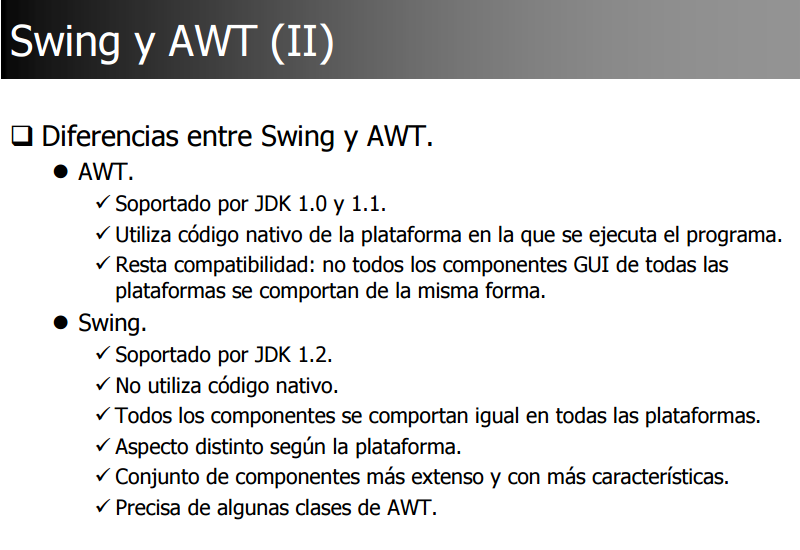 Swing y AWT (II)
❑ Diferencias entre Swing y AWT.
● AWT.
✓ Soportado por JDK 1.0 y 1.1.
✓ Utiliza código nativo de la plataforma en la que se ejecuta el programa.
✓ Resta compatibilidad: no todos los componentes GUI de todas las
plataformas se comportan de la misma forma.
● Swing.
✓ Soportado por JDK 1.2.
✓ No utiliza código nativo.
✓ Todos los componentes se comportan igual en todas las plataformas.
✓ Aspecto distinto según la plataforma.
✓ Conjunto de componentes más extenso y con más características.
✓ Precisa de algunas clases de AWT.